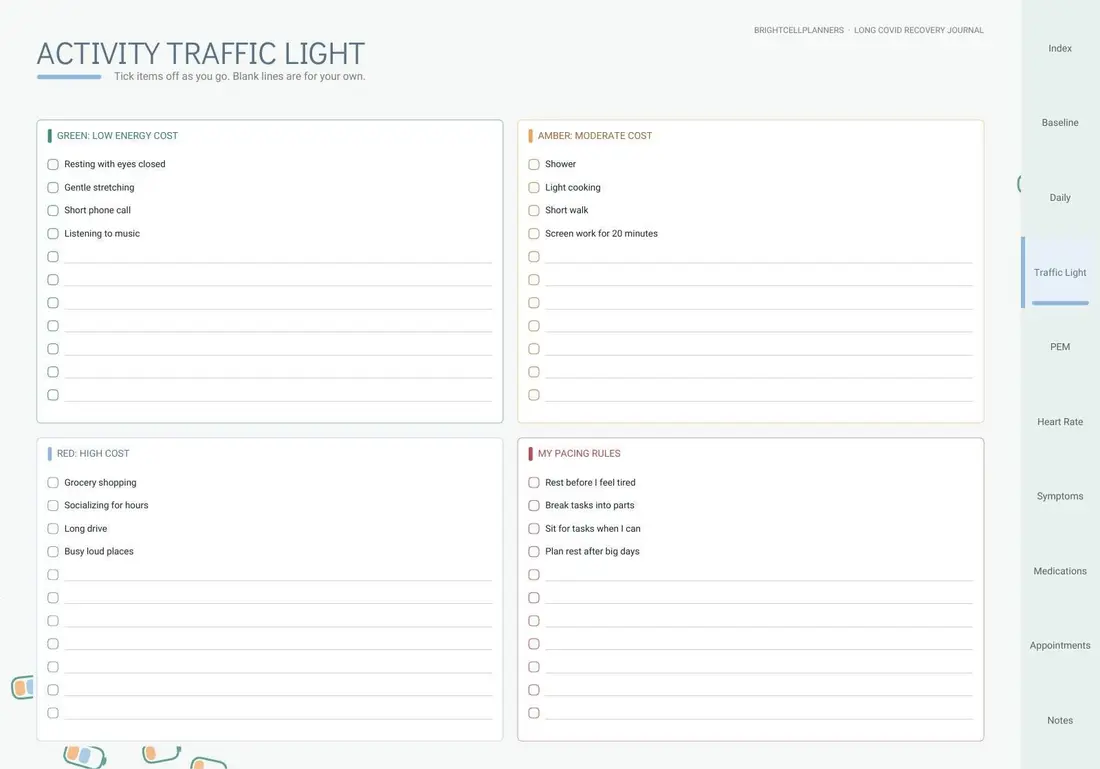 BRIGHTCELLPLANNERS · LONG COVID RECOVERY JOURNAL
ACTIVITY TRAFFIC LIGHT
Tick items off as you go. Blank lines are for your own.
GREEN: LOW ENERGY COST
Resting with eyes closed
Gentle stretching
Short phone call
Listening to music
AMBER: MODERATE COST
Shower
Light cooking
Short walk
Screen work for 20 minutes
RED: HIGH COST
Grocery shopping
Socializing for hours
Long drive
Busy loud places
MY PACING RULES
Rest before I feel tired
Break tasks into parts
Sit for tasks when I can
Plan rest after big days
Index
Baseline
Daily
Traffic Light
PEM
Heart Rate
Symptoms
Medications
Appointments
Notes